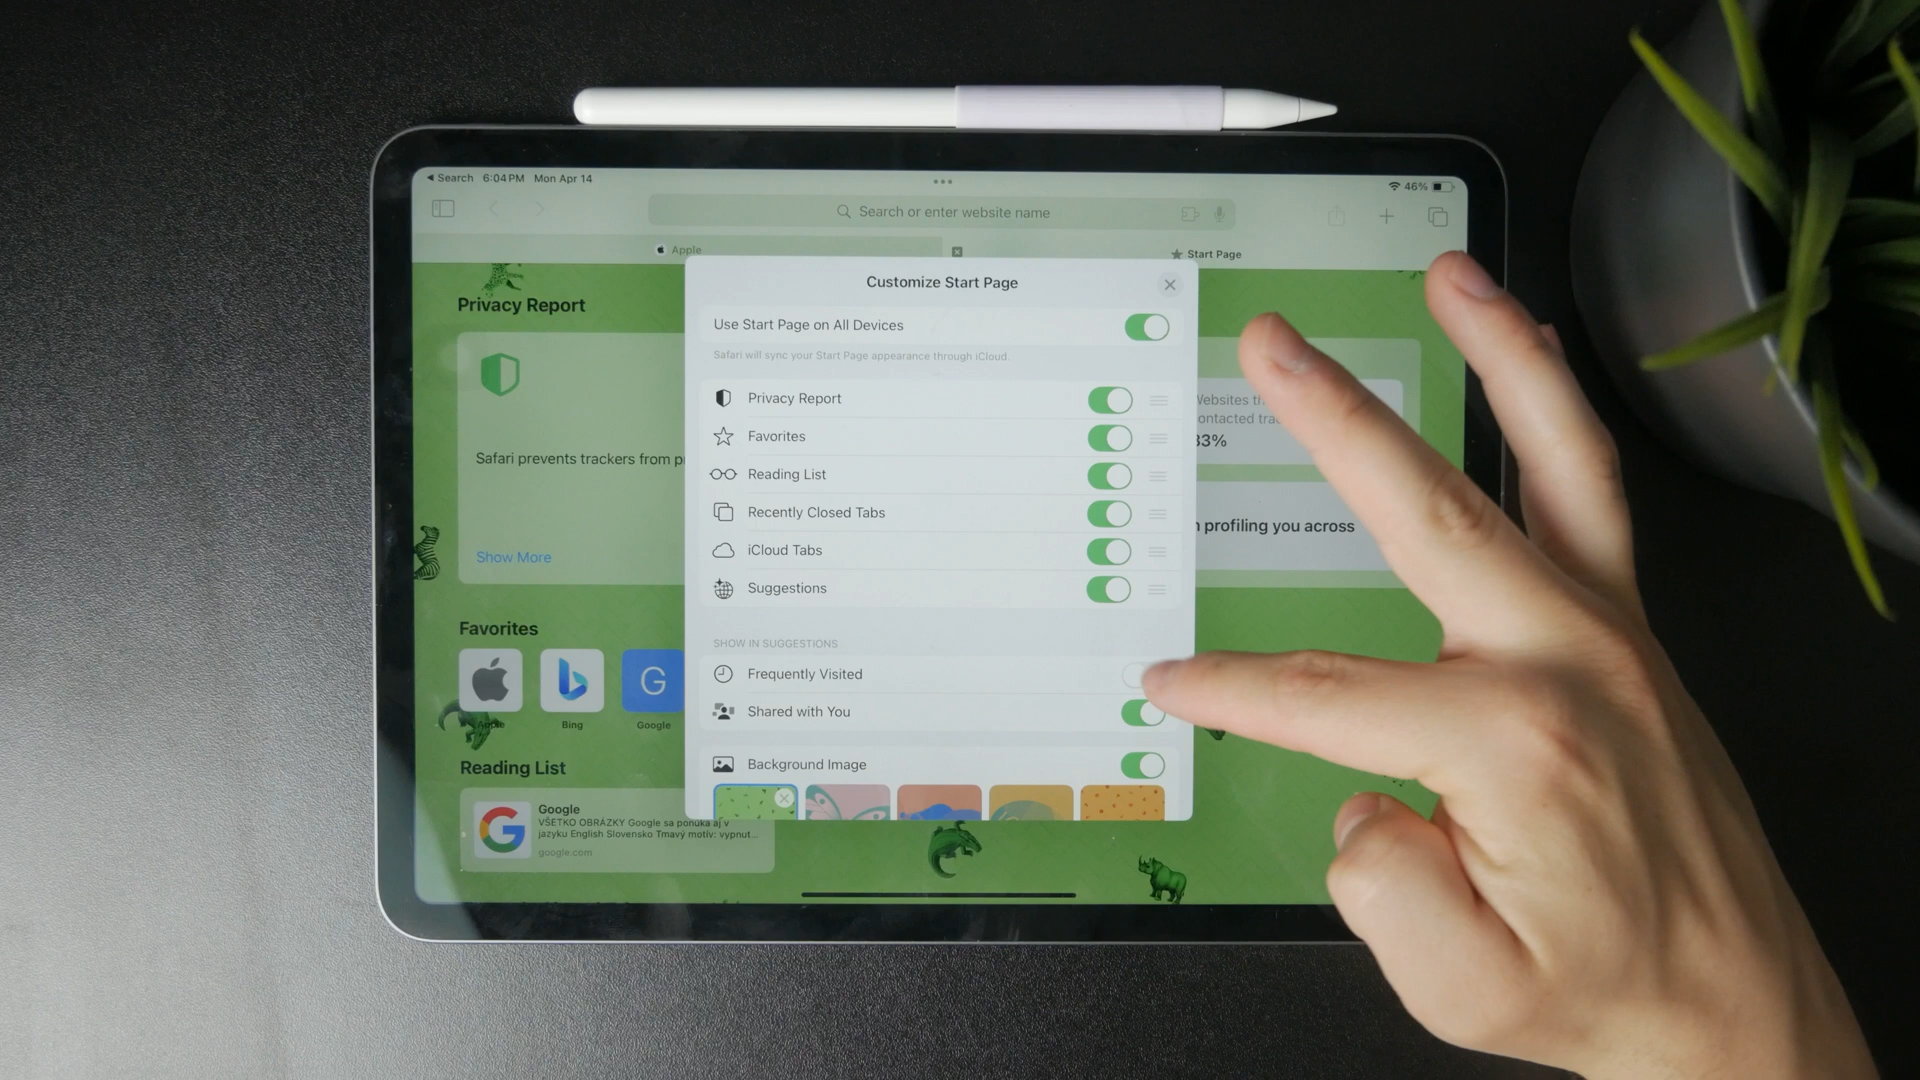 Search 6:04 PM Mon Apr 14
46%
Search or enter website name
Apple
Start Page
Customize Start Page
Use Start Page on All Devices
Safari will sync your Start Page appearance through iCloud.
Privacy Report
Favorites
Reading List
Recently Closed Tabs
iCloud Tabs
Suggestions
SHOW IN SUGGESTIONS
Frequently Visited
Shared with You
Background Image
Privacy Report
Safari prevents trackers from
Show More
Websites
33%
profiling you across
Favorites
Apple
Bing
G
Google
Reading List
G
Google
VŠETKO OBRÁZKY Google sa ponúka aj v
jazyku English Slovensko Tmavý motív: vypnut...
google.com